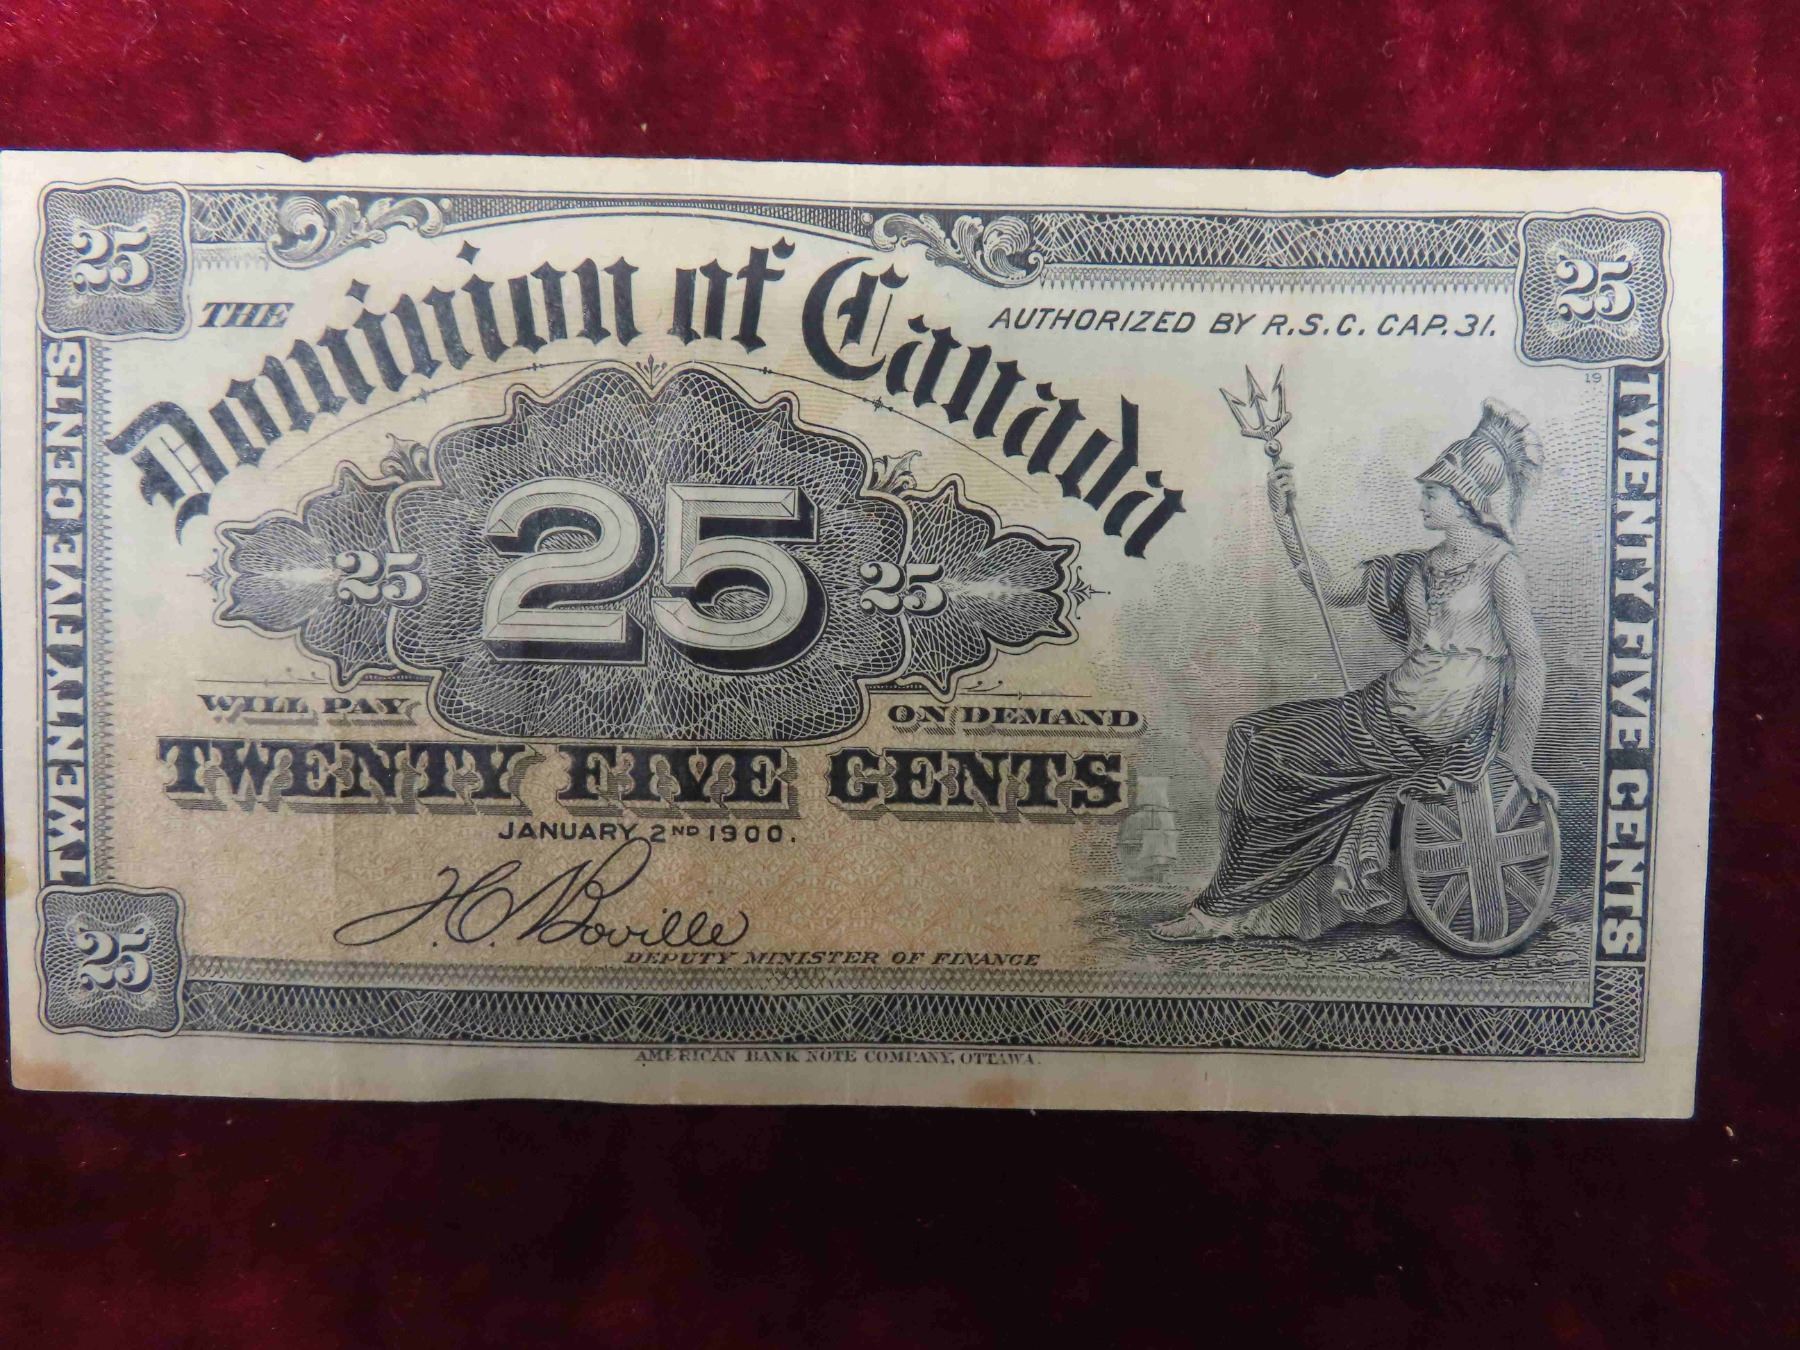 25
25
THE Dominion of Canada
AUTHORIZED BY R.S.C. CAP. 31.
19
TWENTY FIVE CENTS
TWENTY FIVE CENTS
25 25 25
WILL PAY ON DEMAND
TWENTY FIVE CENTS
JANUARY 2ND 1900.
H.C. Boville
DEPUTY MINISTER OF FINANCE
25
AMERICAN BANK NOTE COMPANY, OTTAWA.